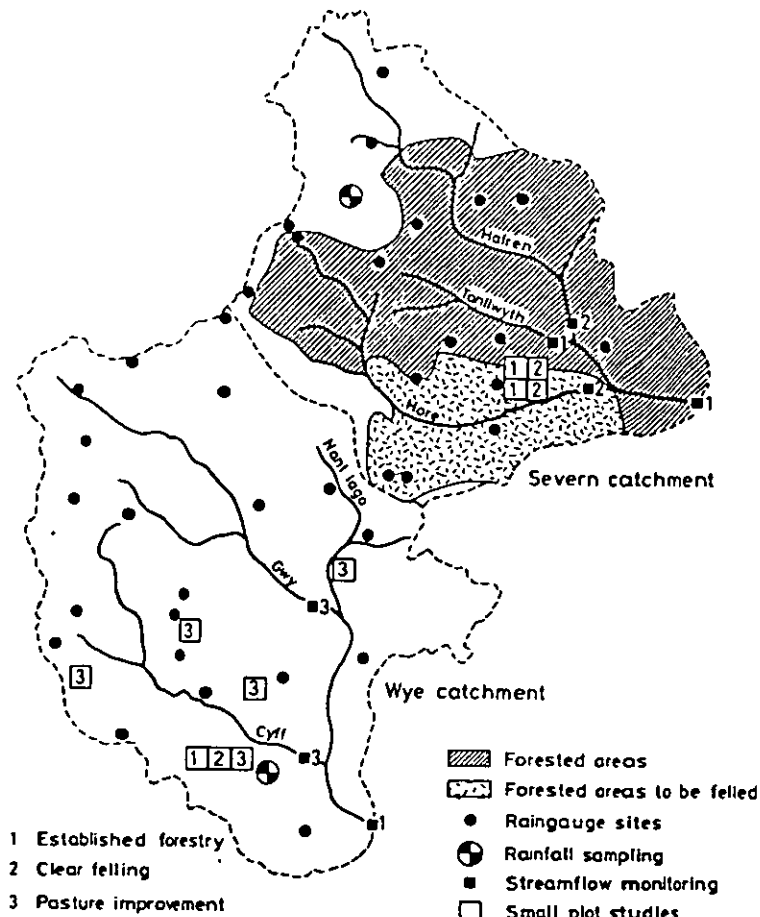 Hafren
2
Tanllwyth
1
1 2
1 2
2
1
Hore
Severn catchment
Nant Iago
3
Gwy
3
3
3
3
Wye catchment
Cyff
3
1 2 3
1
Forested areas
Forested areas to be felled
Raingauge sites
Rainfall sampling
Streamflow monitoring
Small plot studies
1 Established forestry
2 Clear felling
3 Pasture improvement